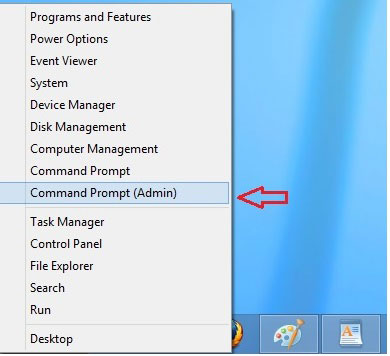 Programs and Features
Power Options
Event Viewer
System
Device Manager
Disk Management
Computer Management
Command Prompt
Command Prompt (Admin)
Task Manager
Control Panel
File Explorer
Search
Run
Desktop